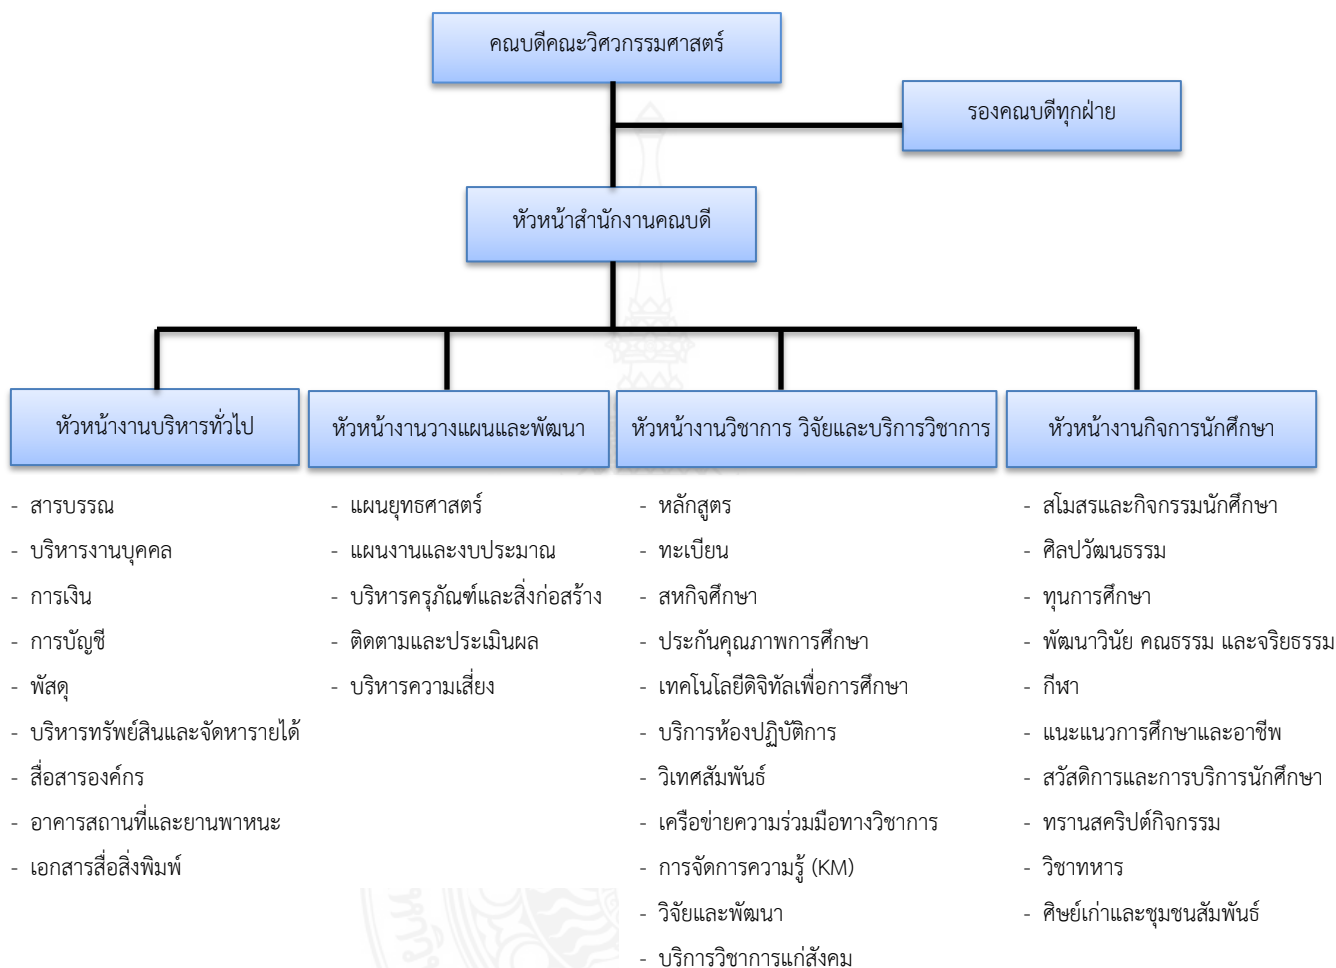 คณบดีคณะวิศวกรรมศาสตร์
รองคณบดีทุกฝ่าย
หัวหน้าสำนักงานคณบดี
หัวหน้างานบริหารทั่วไป
หัวหน้างานวางแผนและพัฒนา
หัวหน้างานวิชาการ วิจัยและบริการวิชาการ
หัวหน้างานกิจการนักศึกษา
- สารบรรณ
- บริหารงานบุคคล
- การเงิน
- การบัญชี
- พัสดุ
- บริหารทรัพย์สินและจัดหารายได้
- สื่อสารองค์กร
- อาคารสถานที่และยานพาหนะ
- เอกสารสื่อสิ่งพิมพ์
- แผนยุทธศาสตร์
- แผนงานและงบประมาณ
- บริหารครุภัณฑ์และสิ่งก่อสร้าง
- ติดตามและประเมินผล
- บริหารความเสี่ยง
- หลักสูตร
- ทะเบียน
- สหกิจศึกษา
- ประกันคุณภาพการศึกษา
- เทคโนโลยีดิจิทัลเพื่อการศึกษา
- บริการห้องปฏิบัติการ
- วิเทศสัมพันธ์
- เครือข่ายความร่วมมือทางวิชาการ
- การจัดการความรู้ (KM)
- วิจัยและพัฒนา
- บริการวิชาการแก่สังคม
- สโมสรและกิจกรรมนักศึกษา
- ศิลปวัฒนธรรม
- ทุนการศึกษา
- พัฒนาวินัย คณธรรม และจริยธรรม
- กีฬา
- แนะแนวการศึกษาและอาชีพ
- สวัสดิการและการบริการนักศึกษา
- ทรานสคริปต์กิจกรรม
- วิชาทหาร
- ศิษย์เก่าและชุมชนสัมพันธ์